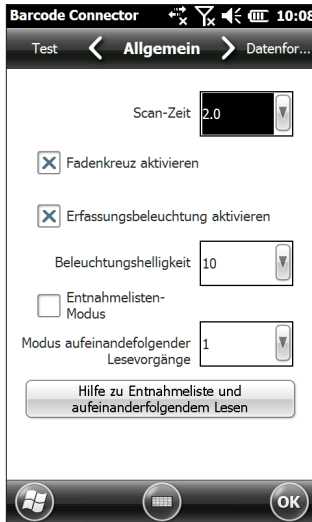 Barcode Connector 10:08
Test Allgemein Datenfor...
Scan-Zeit 2.0
Fadenkreuz aktivieren
Erfassungsbeleuchtung aktivieren
Beleuchtungshelligkeit 10
Entnahmelisten-
Modus
Modus aufeinandefolgender
Lesevorgänge 1
Hilfe zu Entnahmeliste und
aufeinanderfolgendem Lesen
OK